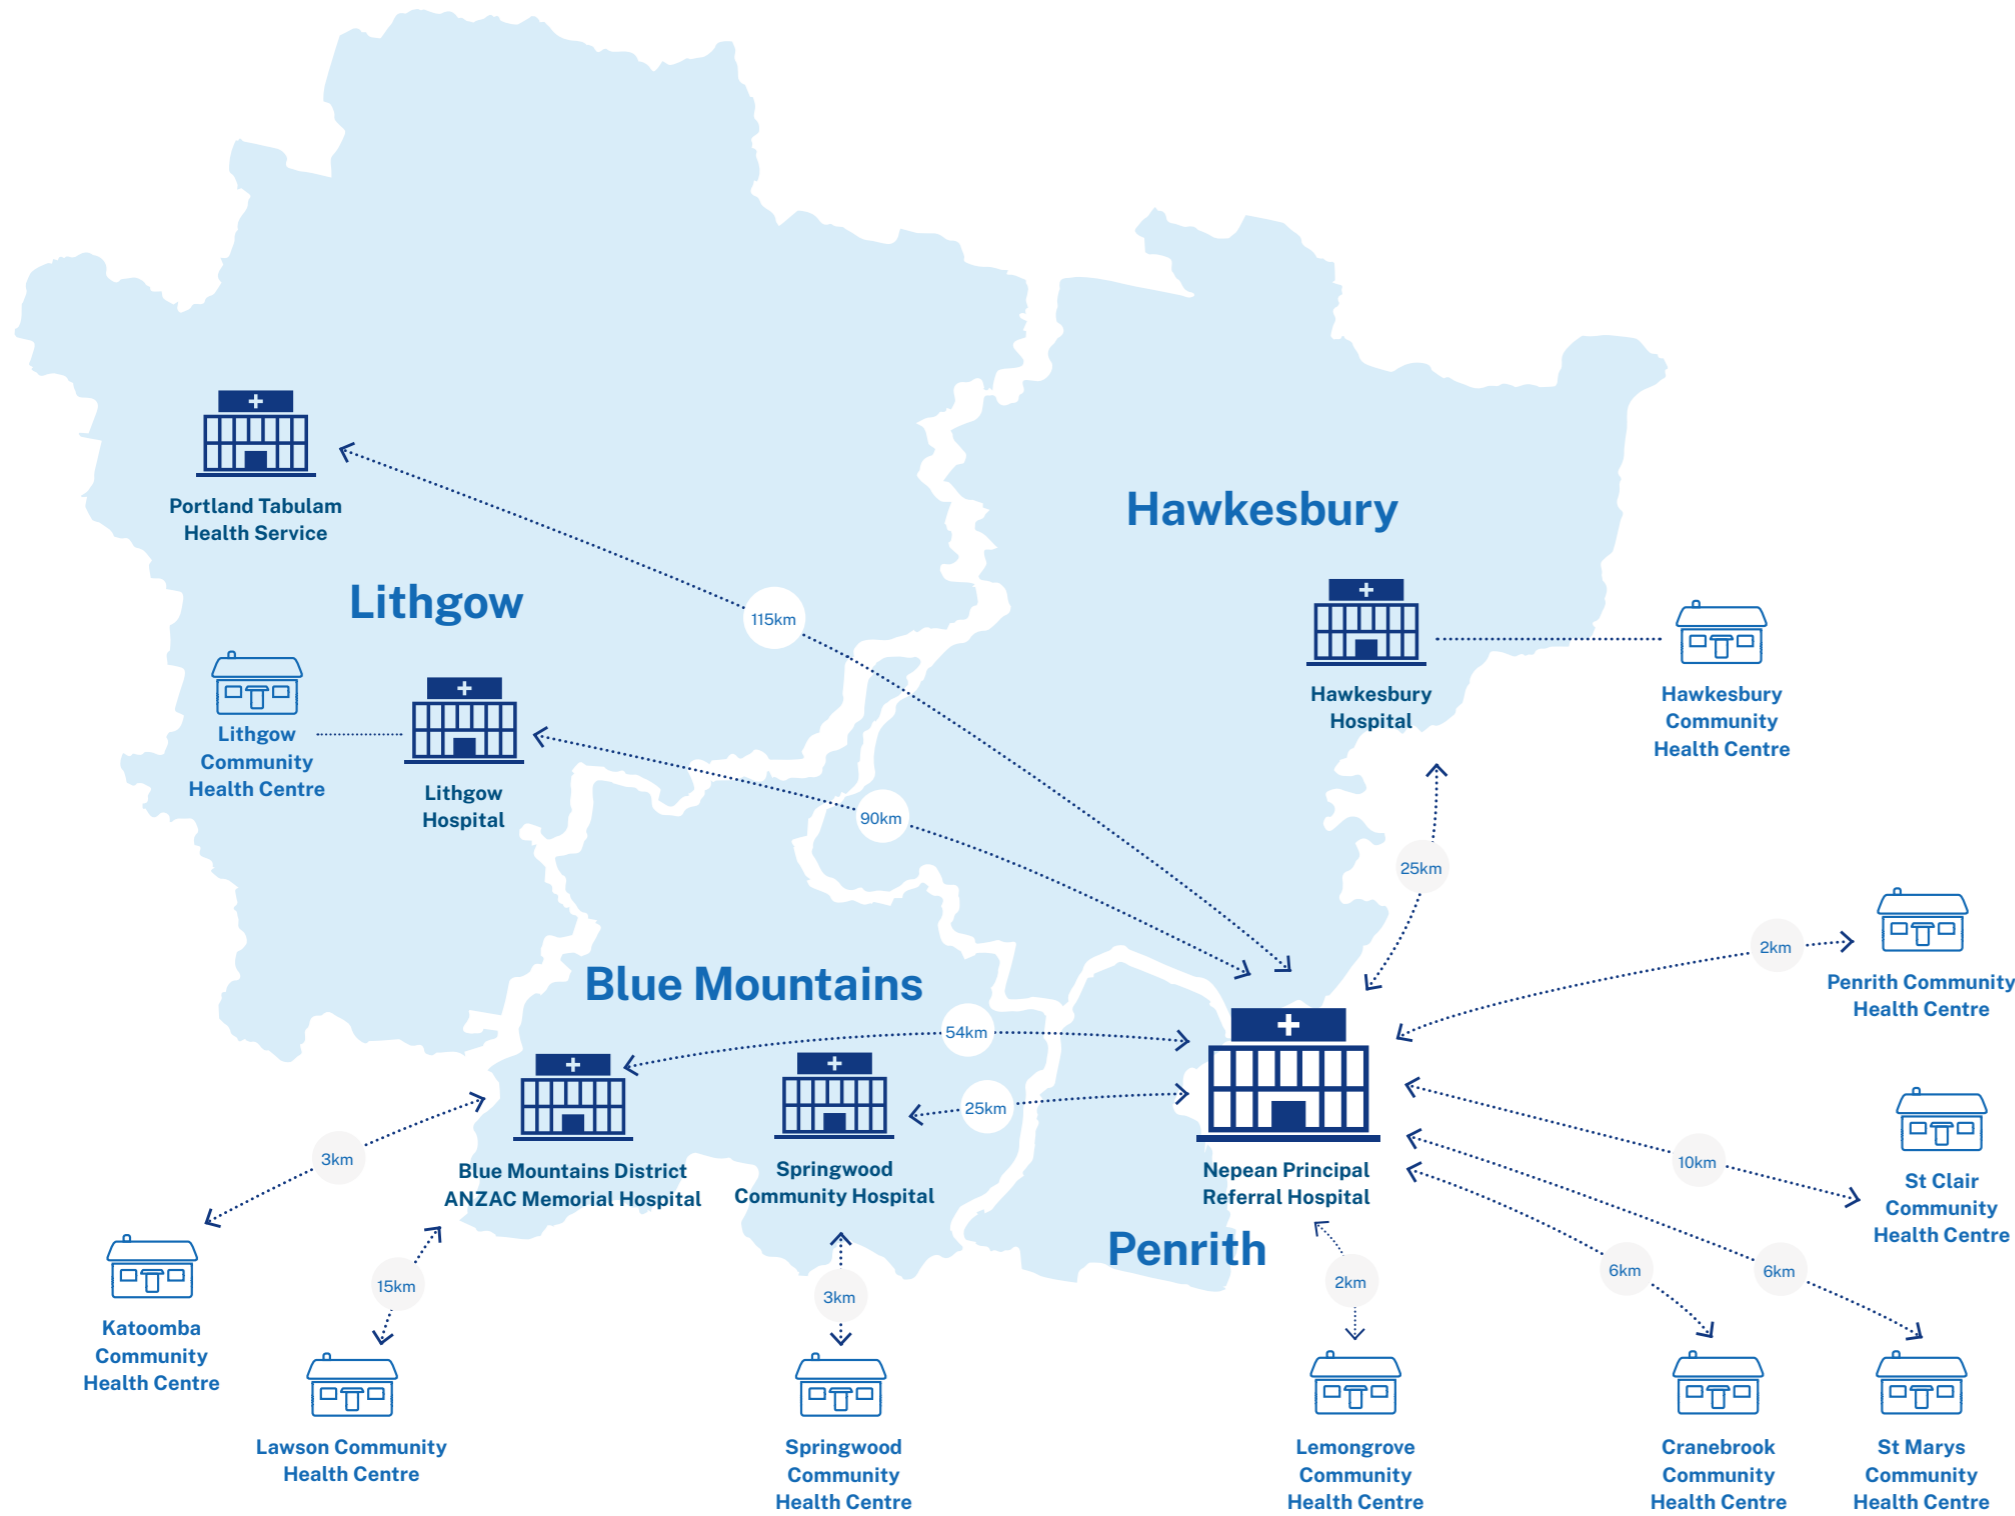 Hawkesbury
Portland Tabulam
Health Service
Lithgow
115km
Hawkesbury
Hospital
Hawkesbury
Community
Health Centre
Lithgow
Community
Health Centre
Lithgow
Hospital
90km
25km
2km
Penrith Community
Health Centre
Blue Mountains
54km
25km
3km
Blue Mountains District
ANZAC Memorial Hospital
Springwood
Community Hospital
Nepean Principal
Referral Hospital
10km
St Clair
Community
Health Centre
Penrith
15km
3km
2km
6km
6km
Katoomba
Community
Health Centre
Lawson Community
Health Centre
Springwood
Community
Health Centre
Lemongrove
Community
Health Centre
Cranebrook
Community
Health Centre
St Marys
Community
Health Centre